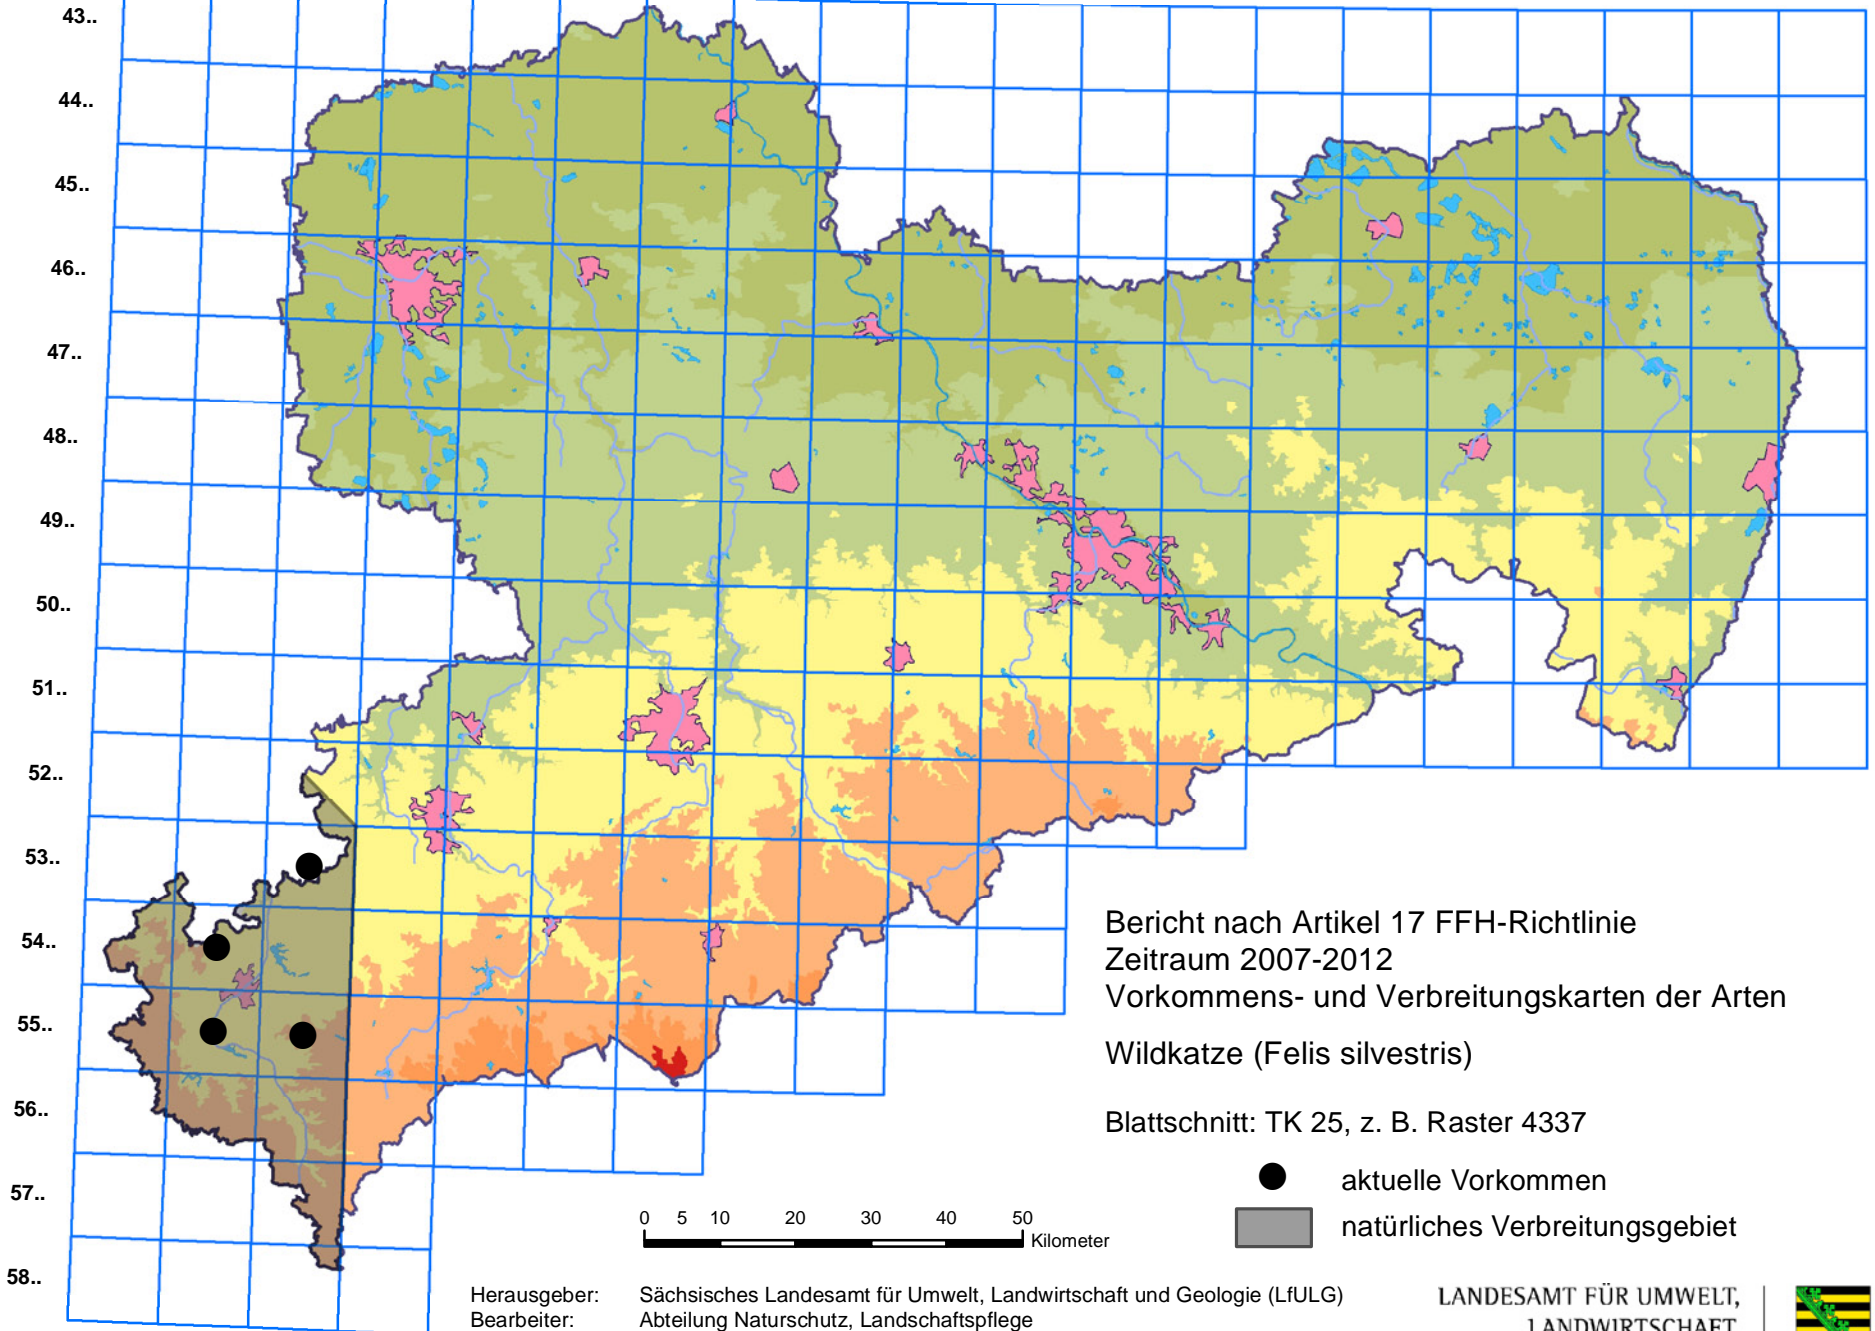 43..
44..
45..
46..
47..
48..
49..
50..
51..
52..
53..
54..
55..
56..
57..
58..
Bericht nach Artikel 17 FFH-Richtlinie
Zeitraum 2007-2012
Vorkommens- und Verbreitungskarten der Arten
Wildkatze (Felis silvestris)
Blattschnitt: TK 25, z. B. Raster 4337
aktuelle Vorkommen
natürliches Verbreitungsgebiet
0 5 10 20 30 40 50
Kilometer
Herausgeber: Sächsisches Landesamt für Umwelt, Landwirtschaft und Geologie (LfULG)
Bearbeiter: Abteilung Naturschutz, Landschaftspflege
LANDESAMT FÜR UMWELT,
LANDWIRTSCHAFT